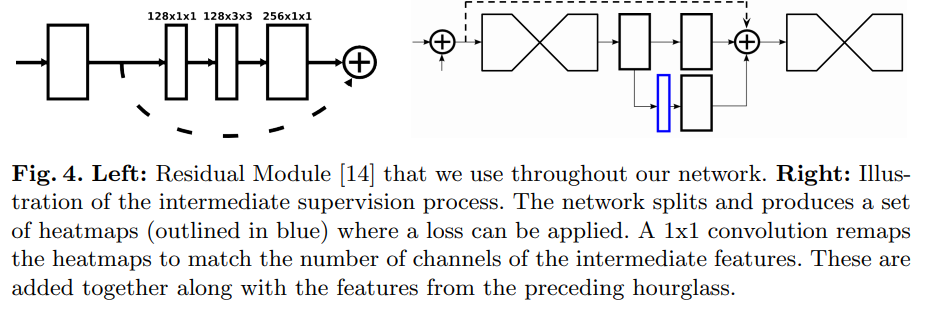 128x1x1 128x3x3 256x1x1
Fig. 4. Left: Residual Module [14] that we use throughout our network. Right: Illus-
tration of the intermediate supervision process. The network splits and produces a set
of heatmaps (outlined in blue) where a loss can be applied. A 1x1 convolution remaps
the heatmaps to match the number of channels of the intermediate features. These are
added together along with the features from the preceding hourglass.